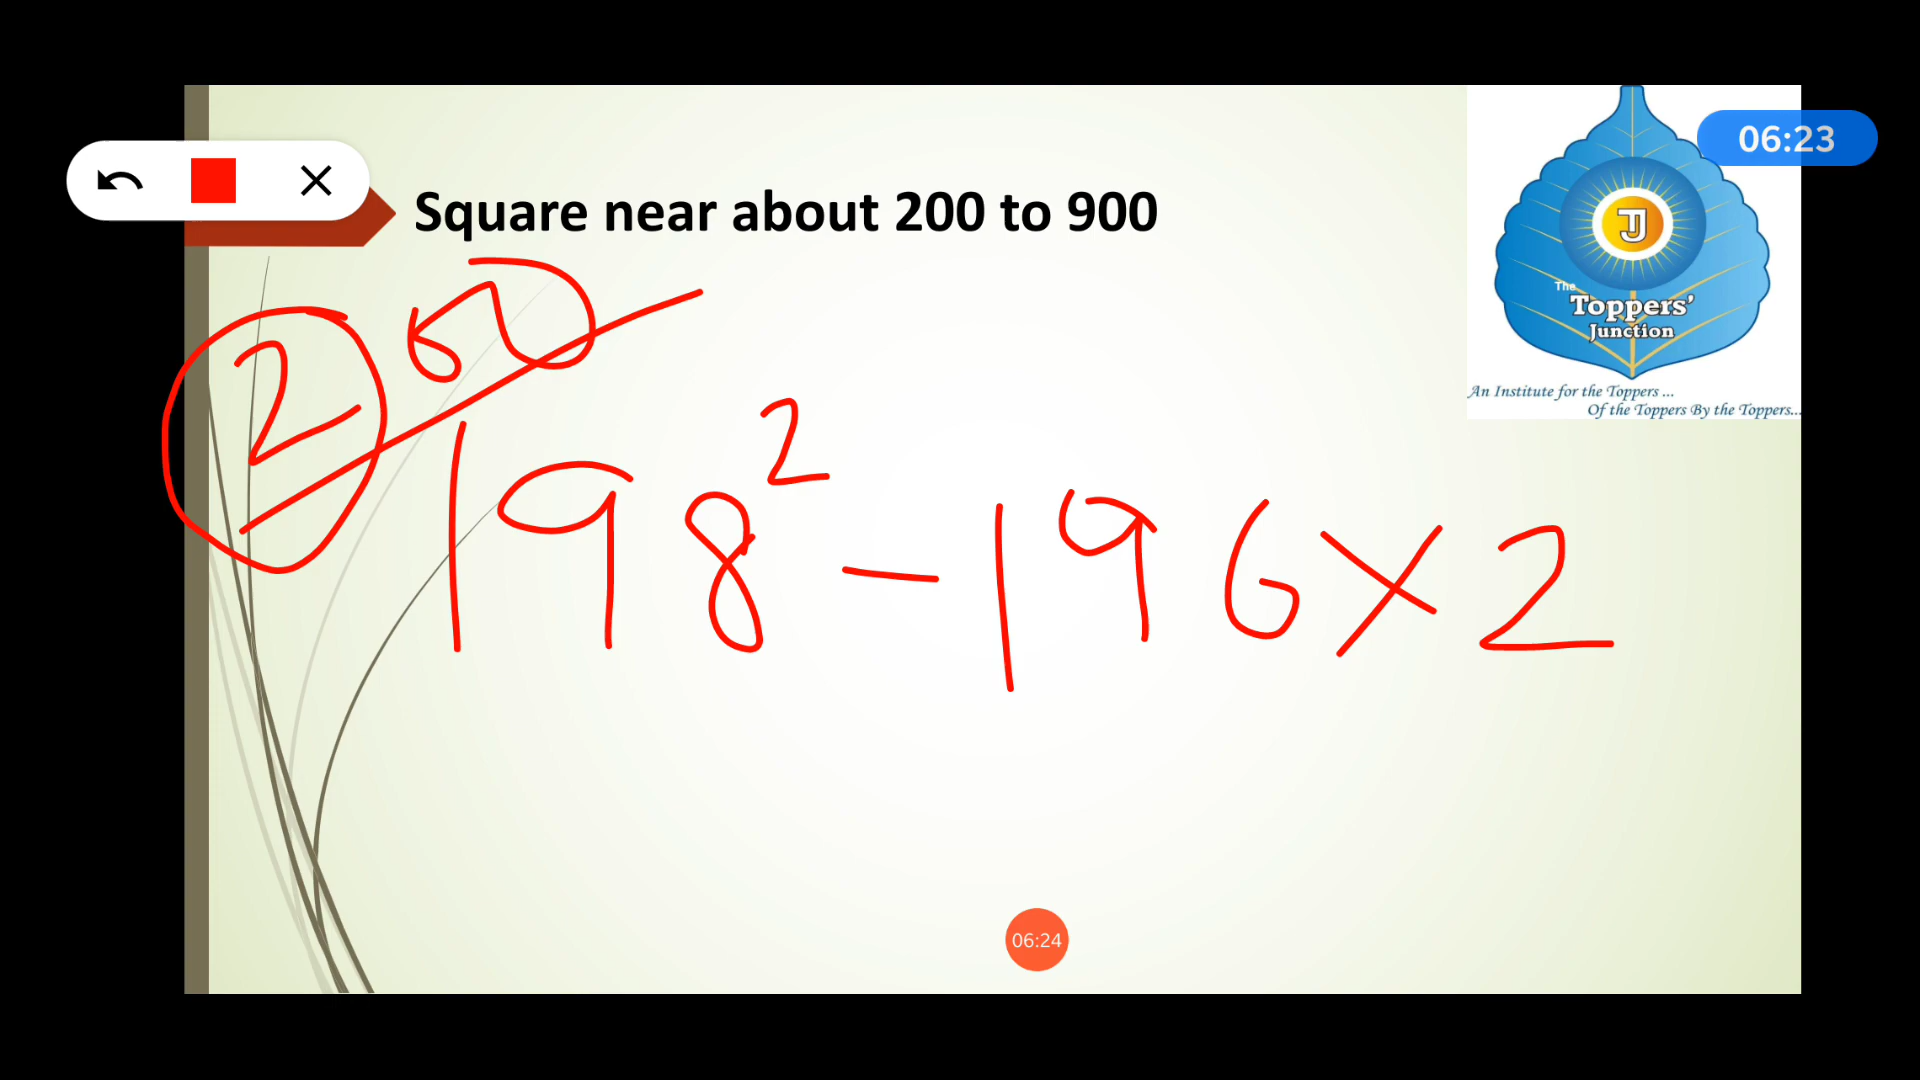 06:23
Square near about 200 to 900
J
The
Toppers'
Junction
An Institute for the Toppers ...
Of the Toppers By the Toppers...
2 00
198² - 196 × 2
06:24